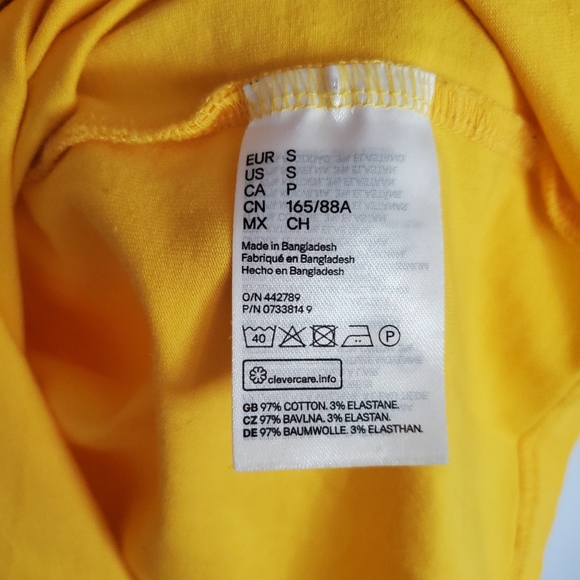 EUR S
US S
CA P
CN 165/88A
MX CH
Made in Bangladesh
Fabriqué en Bangladesh
Hecho en Bangladesh
O/N 442789
P/N 0733814 9
40 P
clevercare.info
GB 97% COTTON. 3% ELASTANE.
CZ 97% BAVLNA. 3% ELASTAN.
DE 97% BAUMWOLLE. 3% ELASTHAN.